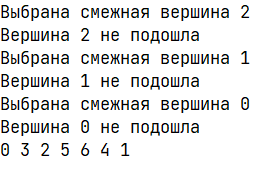 Выбрана смежная вершина 2
Вершина 2 не подошла
Выбрана смежная вершина 1
Вершина 1 не подошла
Выбрана смежная вершина 0
Вершина 0 не подошла
0 3 2 5 6 4 1